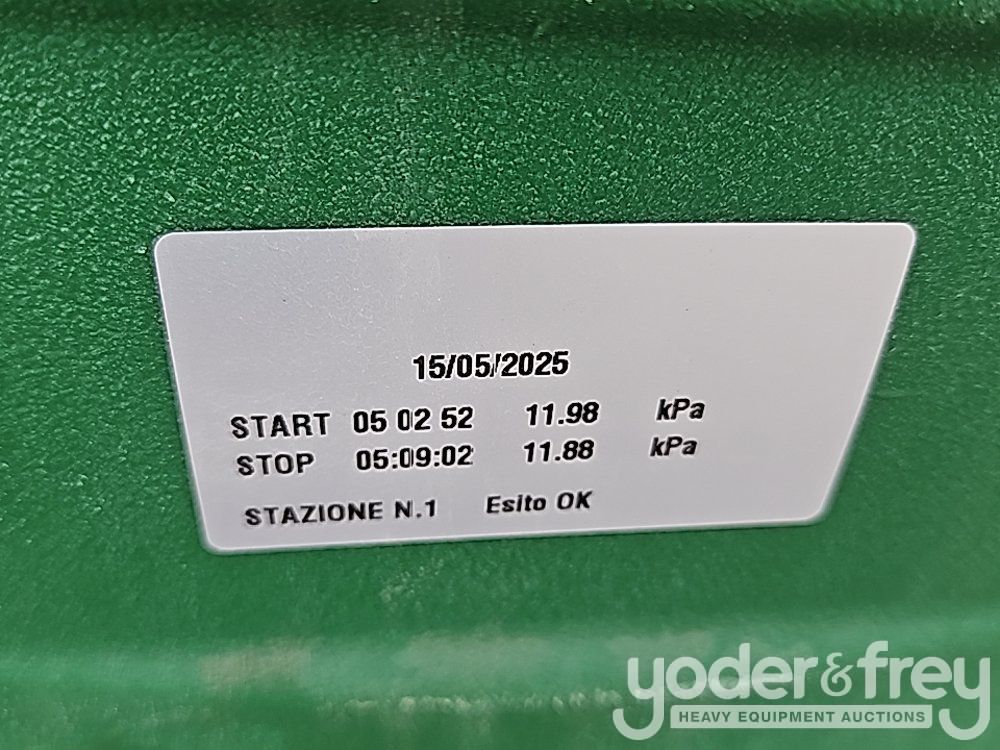 15/05/2025
START 05 02 52 11.98 kPa
STOP 05:09:02 11.88 kPa
STAZIONE N.1 Esito OK
yoder&frey
HEAVY EQUIPMENT AUCTIONS